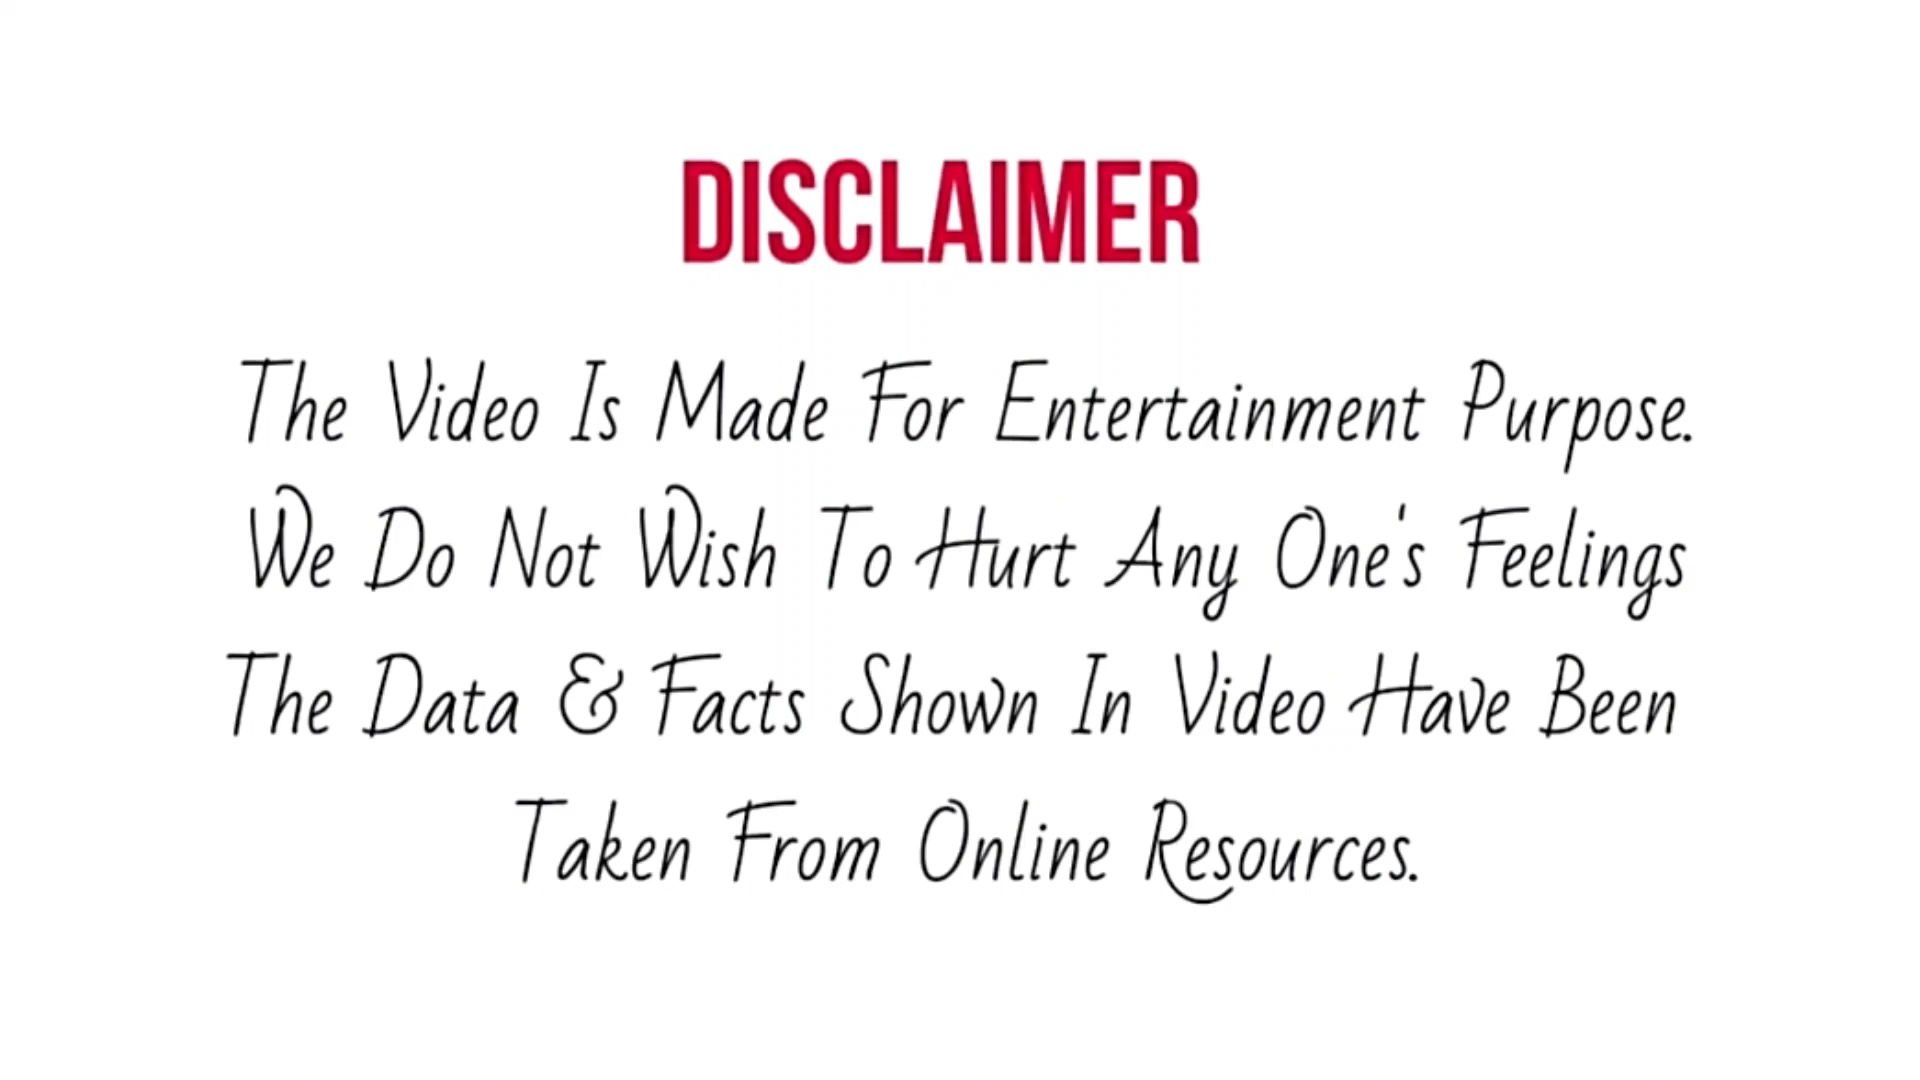 DISCLAIMER
The Video Is Made For Entertainment Purpose.
We Do Not Wish To Hurt Any One's Feelings
The Data & Facts Shown In Video Have Been
Taken From Online Resources.